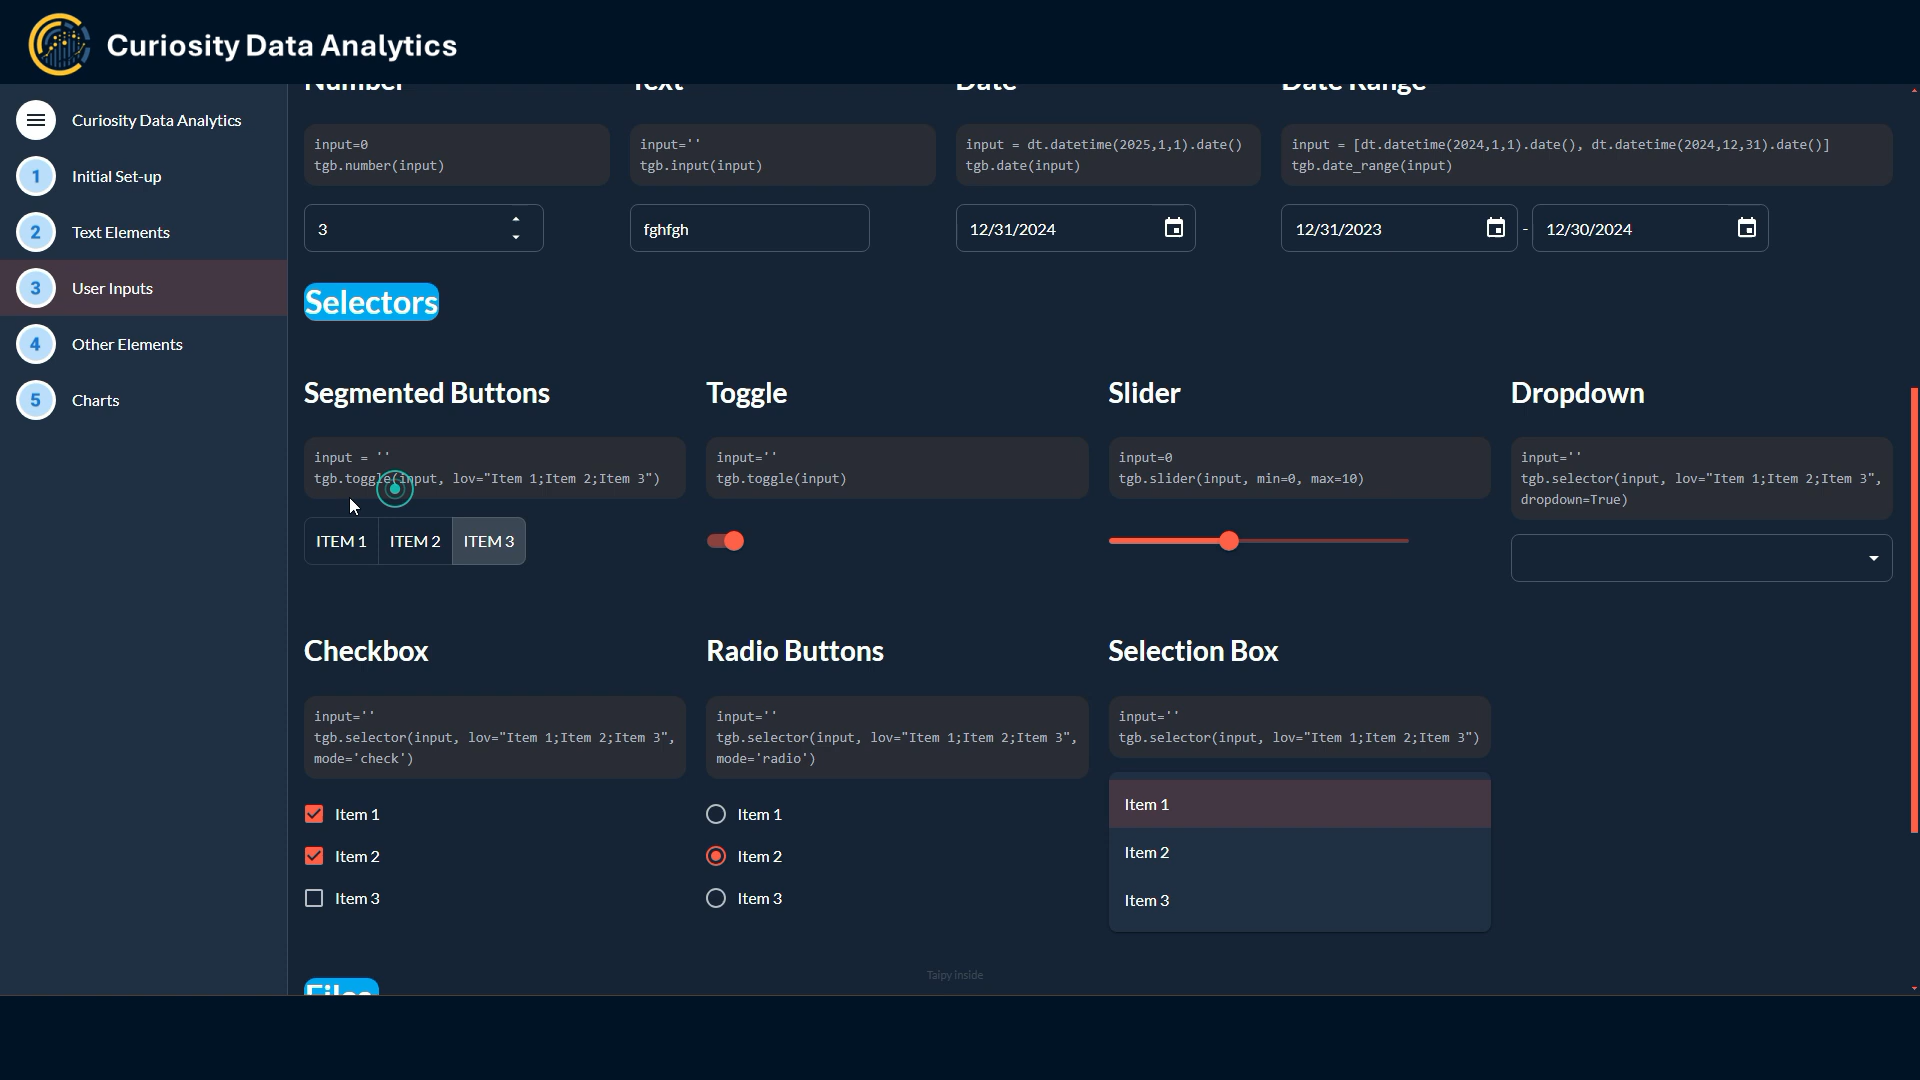 Curiosity Data Analytics
Curiosity Data Analytics
1 Initial Set-up
2 Text Elements
3 User Inputs
4 Other Elements
5 Charts
Number
Text
Date
Date Range
input=0
tgb.number(input)
input=''
tgb.input(input)
input = dt.datetime(2025,1,1).date()
tgb.date(input)
input = [dt.datetime(2024,1,1).date(), dt.datetime(2024,12,31).date()]
tgb.date_range(input)
3
fghfgh
12/31/2024
12/31/2023 - 12/30/2024
Selectors
Segmented Buttons
Toggle
Slider
Dropdown
input = ''
tgb.toggle(input, lov="Item 1;Item 2;Item 3")
input=''
tgb.toggle(input)
input=0
tgb.slider(input, min=0, max=10)
input=''
tgb.selector(input, lov="Item 1;Item 2;Item 3",
dropdown=True)
ITEM 1 ITEM 2 ITEM 3
Checkbox
Radio Buttons
Selection Box
input=''
tgb.selector(input, lov="Item 1;Item 2;Item 3",
mode='check')
input=''
tgb.selector(input, lov="Item 1;Item 2;Item 3",
mode='radio')
input=''
tgb.selector(input, lov="Item 1;Item 2;Item 3")
Item 1
Item 2
Item 3
Item 1
Item 2
Item 3
Item 1
Item 2
Item 3
Taipy inside
Files